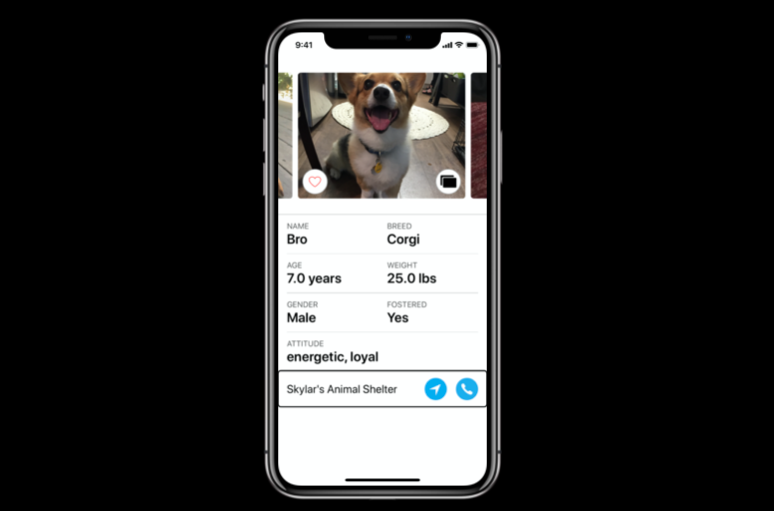 9:41
NAME BREED
Bro Corgi
AGE WEIGHT
7.0 years 25.0 lbs
GENDER FOSTERED
Male Yes
ATTITUDE
energetic, loyal
Skylar's Animal Shelter